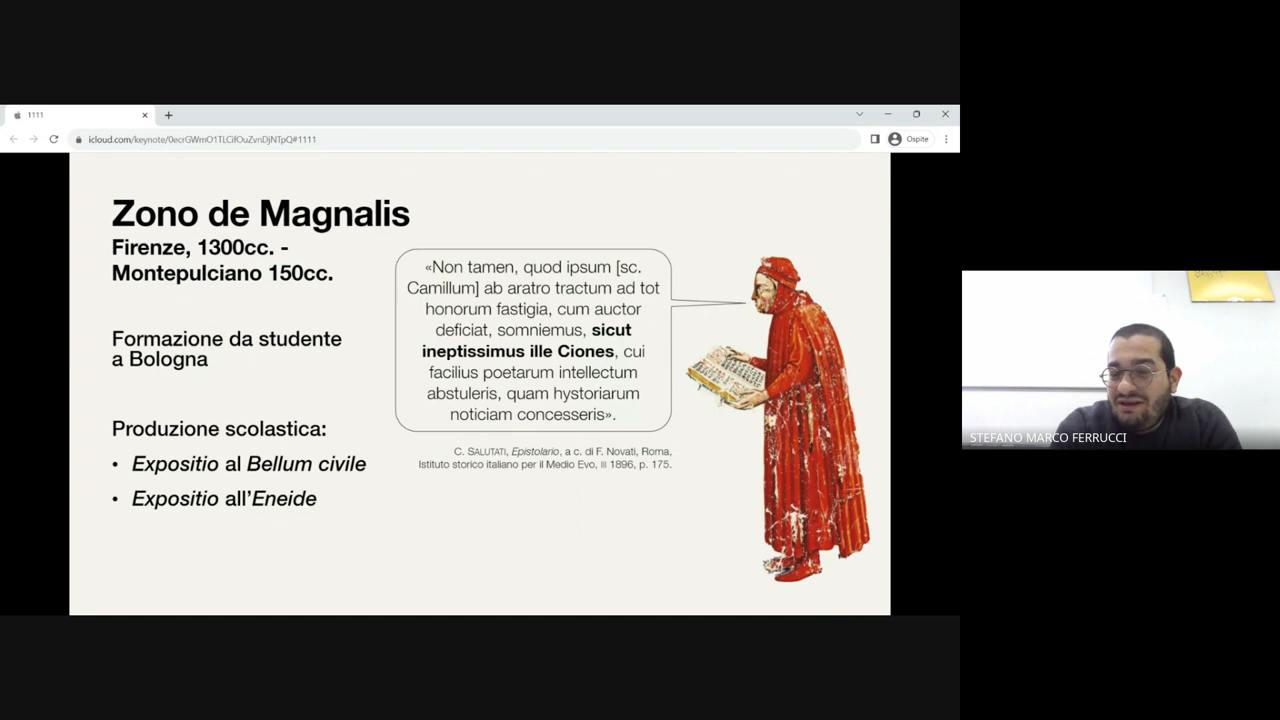 1111
icloud.com/keynote/0ecrGWmO1TLCifOuZvnDjNTpQ#1111
Ospite
Zono de Magnalis
Firenze, 1300cc. -
Montepulciano 150cc.
Formazione da studente
a Bologna
Produzione scolastica:
• Expositio al Bellum civile
• Expositio all’Eneide
«Non tamen, quod ipsum [sc.
Camillum] ab aratro tractum ad tot
honorum fastigia, cum auctor
deficiat, somniemus, sicut
ineptissimus ille Ciones, cui
facilius poetarum intellectum
abstuleris, quam hystoriarum
noticiam concesseris».
C. SALUTATI, Epistolario, a c. di F. Novati, Roma,
Istituto storico italiano per il Medio Evo, III 1896, p. 175.
STEFANO MARCO FERRUCCI